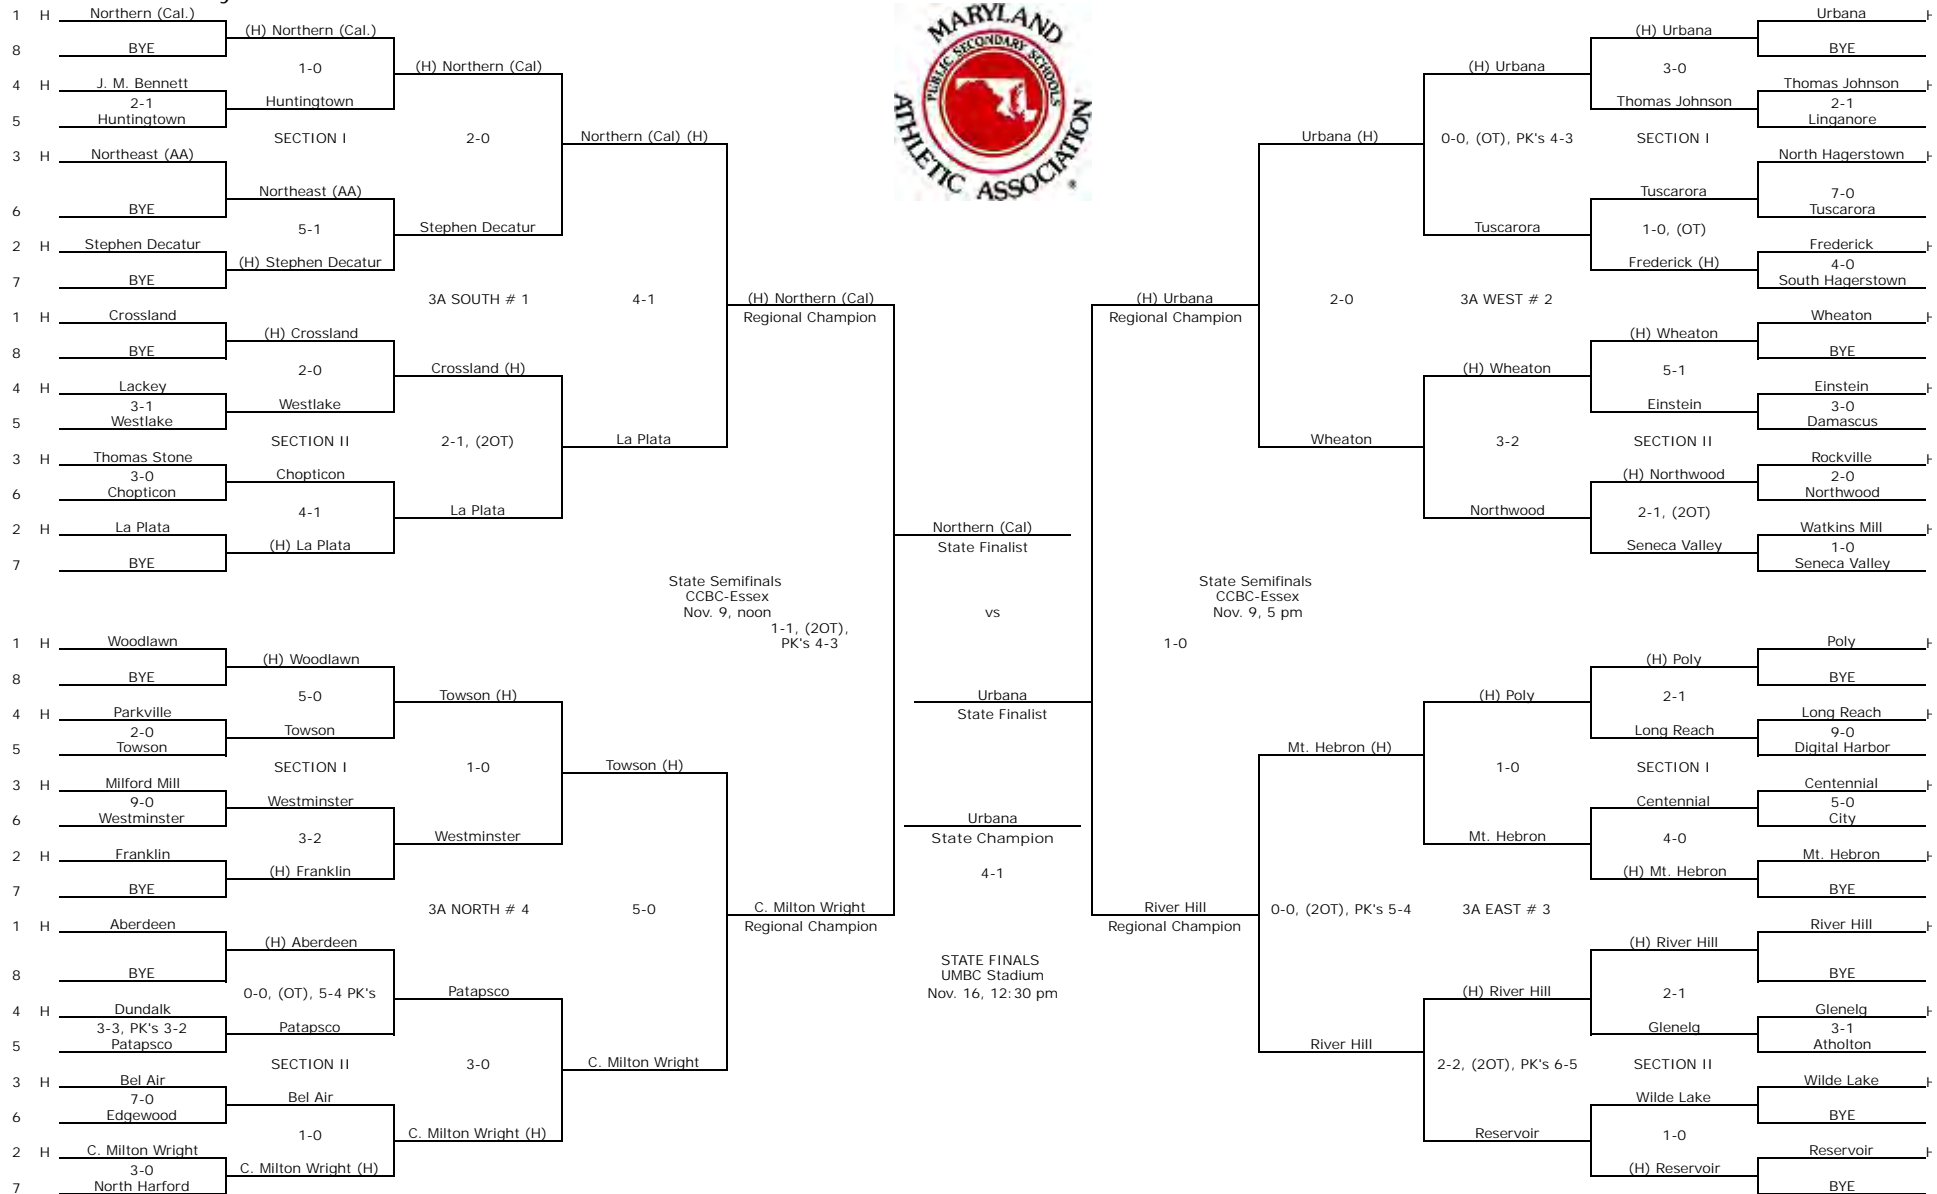 MARYLAND
PUBLIC SECONDARY SCHOOLS
ATHLETIC ASSOCIATION
®
1 H Northern (Cal.)
8 BYE
(H) Northern (Cal.)
1-0
4 H J. M. Bennett
2-1
5 Huntingtown
Huntingtown
(H) Northern (Cal)
SECTION I
2-0
3 H Northeast (AA)
6 BYE
Northeast (AA)
5-1
2 H Stephen Decatur
7 BYE
(H) Stephen Decatur
Stephen Decatur
Northern (Cal) (H)
3A SOUTH # 1
4-1
(H) Northern (Cal)
Regional Champion
1 H Crossland
8 BYE
(H) Crossland
2-0
4 H Lackey
3-1
5 Westlake
Westlake
Crossland (H)
SECTION II
2-1, (2OT)
3 H Thomas Stone
3-0
6 Chopticon
Chopticon
4-1
2 H La Plata
7 BYE
(H) La Plata
La Plata
La Plata
Northern (Cal)
State Finalist
State Semifinals
CCBC-Essex
Nov. 9, noon
1-1, (2OT),
PK's 4-3
vs
1 H Woodlawn
8 BYE
(H) Woodlawn
5-0
4 H Parkville
2-0
5 Towson
Towson
Towson (H)
SECTION I
1-0
3 H Milford Mill
9-0
6 Westminster
Westminster
3-2
2 H Franklin
7 BYE
(H) Franklin
Westminster
Towson (H)
3A NORTH # 4
5-0
C. Milton Wright
Regional Champion
1 H Aberdeen
8 BYE
(H) Aberdeen
0-0, (OT), 5-4 PK's
4 H Dundalk
3-3, PK's 3-2
5 Patapsco
Patapsco
Patapsco
SECTION II
3-0
3 H Bel Air
7-0
6 Edgewood
Bel Air
1-0
2 H C. Milton Wright
3-0
7 North Harford
C. Milton Wright (H)
C. Milton Wright (H)
C. Milton Wright
Urbana
State Finalist
Urbana
State Champion
4-1
STATE FINALS
UMBC Stadium
Nov. 16, 12:30 pm
Urbana H
BYE
(H) Urbana
3-0
Thomas Johnson H
2-1
Linganore
Thomas Johnson
(H) Urbana
0-0, (OT), PK's 4-3
SECTION I
North Hagerstown H
7-0
Tuscarora
Tuscarora
1-0, (OT)
Frederick H
4-0
South Hagerstown
Frederick (H)
Tuscarora
Urbana (H)
(H) Urbana
Regional Champion
2-0
3A WEST # 2
Wheaton H
BYE
(H) Wheaton
5-1
Einstein H
3-0
Damascus
Einstein
(H) Wheaton
3-2
SECTION II
Rockville H
2-0
Northwood
(H) Northwood
2-1, (2OT)
Watkins Mill H
1-0
Seneca Valley
Seneca Valley
Northwood
Wheaton
State Semifinals
CCBC-Essex
Nov. 9, 5 pm
1-0
Poly H
BYE
(H) Poly
2-1
Long Reach H
9-0
Digital Harbor
Long Reach
(H) Poly
1-0
SECTION I
Centennial H
5-0
City
Centennial
4-0
Mt. Hebron H
BYE
(H) Mt. Hebron
Mt. Hebron
Mt. Hebron (H)
River Hill
Regional Champion
0-0, (2OT), PK's 5-4
3A EAST # 3
River Hill H
BYE
(H) River Hill
2-1
Glenelg H
3-1
Atholton
Glenelg
(H) River Hill
2-2, (2OT), PK's 6-5
SECTION II
Wilde Lake H
BYE
Wilde Lake
1-0
Reservoir H
BYE
(H) Reservoir
Reservoir
River Hill